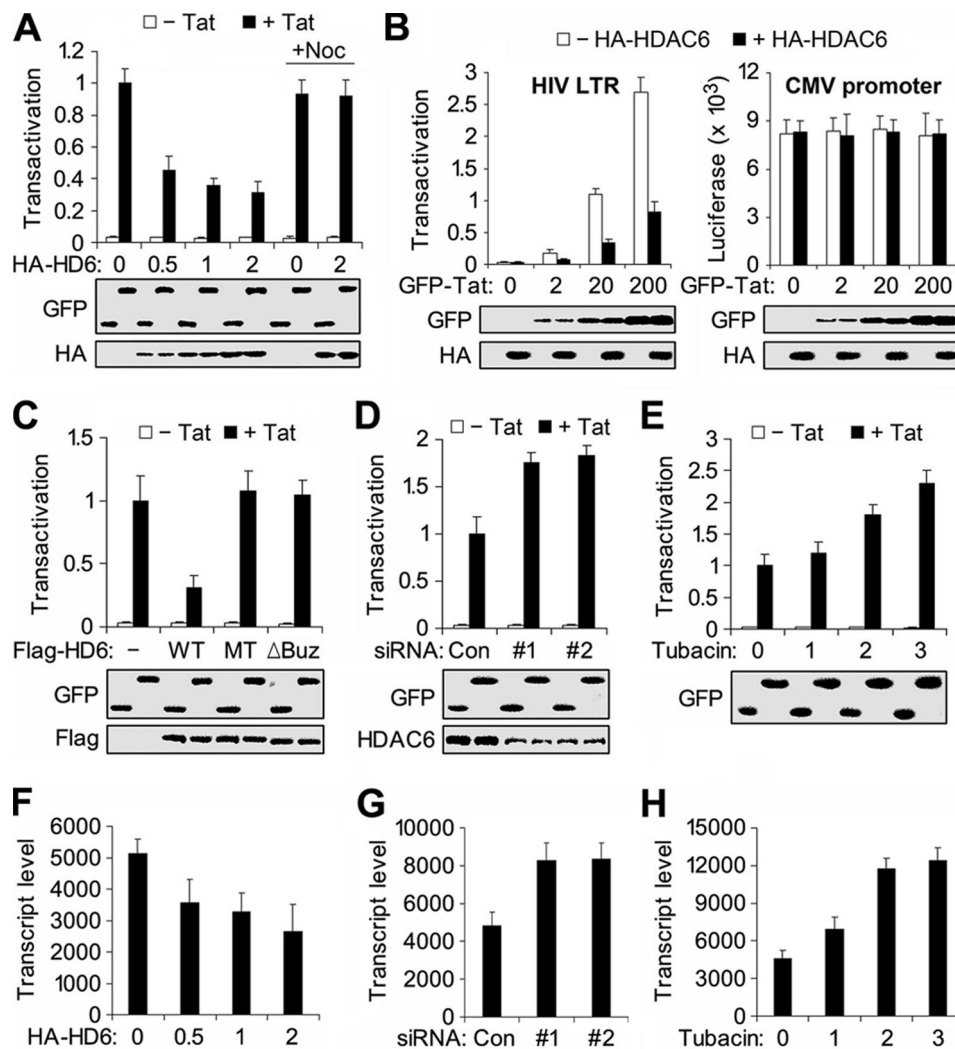 A
− Tat
+ Tat
+Noc
Transactivation
1.2
1
0.8
0.6
0.4
0.2
0
HA-HD6: 0 0.5 1 2 0 2
GFP
HA
B
− HA-HDAC6
+ HA-HDAC6
HIV LTR
Transactivation
3
2.5
2
1.5
1
0.5
0
GFP-Tat: 0 2 20 200
GFP
HA
CMV promoter
Luciferase (x 10³)
12
10
8
6
4
2
0
GFP-Tat: 0 2 20 200
GFP
HA
C
− Tat
+ Tat
Transactivation
1.5
1
0.5
0
Flag-HD6: − WT MT ΔBuz
GFP
Flag
D
− Tat
+ Tat
Transactivation
2
1.5
1
0.5
0
siRNA: Con #1 #2
GFP
HDAC6
E
− Tat
+ Tat
Transactivation
3
2.5
2
1.5
1
0.5
0
Tubacin: 0 1 2 3
GFP
F
Transcript level
6000
5000
4000
3000
2000
1000
0
HA-HD6: 0 0.5 1 2
G
Transcript level
10000
8000
6000
4000
2000
0
siRNA: Con #1 #2
H
Transcript level
15000
12000
9000
6000
3000
0
Tubacin: 0 1 2 3